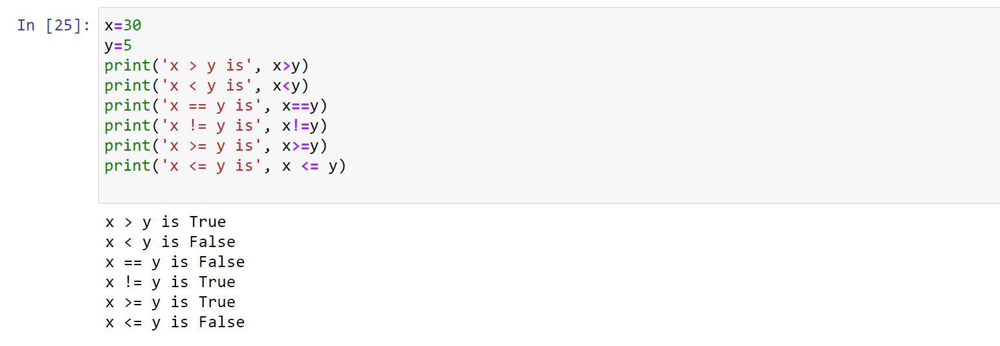 In [25]: x=30
y=5
print('x > y is', x>y)
print('x < y is', x<y)
print('x == y is', x==y)
print('x != y is', x!=y)
print('x >= y is', x>=y)
print('x <= y is', x <= y)
x > y is True
x < y is False
x == y is False
x != y is True
x >= y is True
x <= y is False